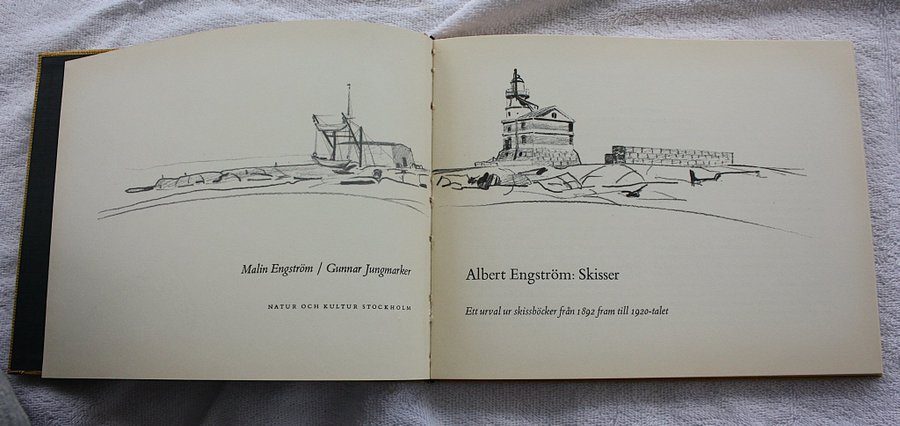 Malin Engström / Gunnar Jungmarker
NATUR OCH KULTUR STOCKHOLM
Albert Engström: Skisser
Ett urval ur skissböcker från 1892 fram till 1920-talet